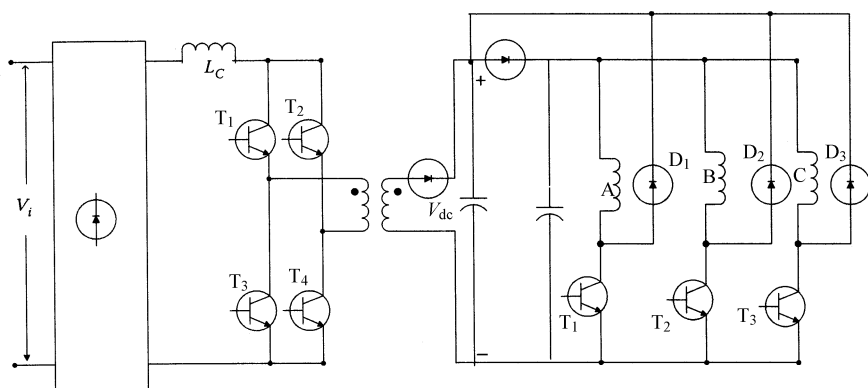 L_C
T_1
T_2
V_i
V_dc
T_3
T_4
+
−
A
D_1
B
D_2
C
D_3
T_1
T_2
T_3